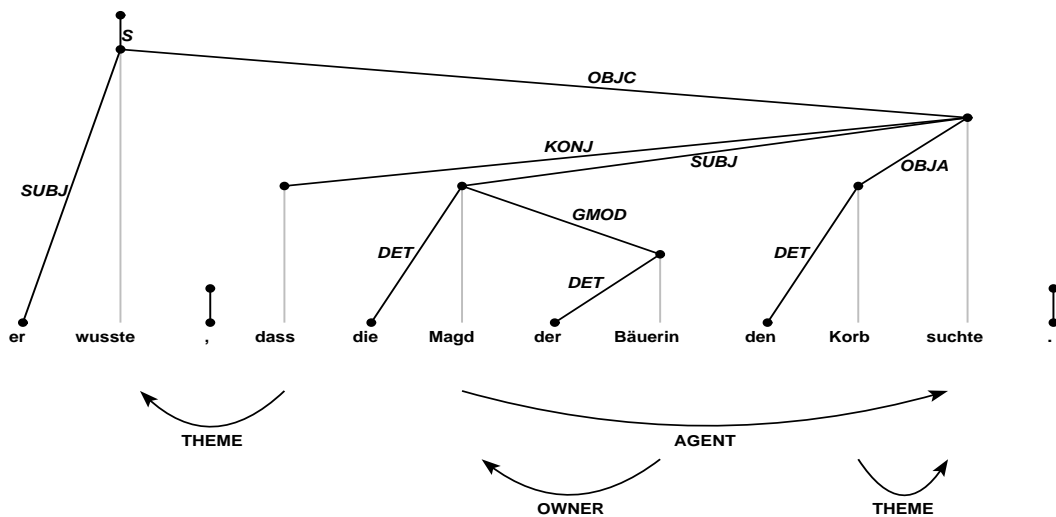 S
OBJC
KONJ
SUBJ
OBJA
SUBJ
GMOD
DET
DET
DET
er wusste , dass die Magd der Bäuerin den Korb suchte .
THEME
AGENT
OWNER
THEME